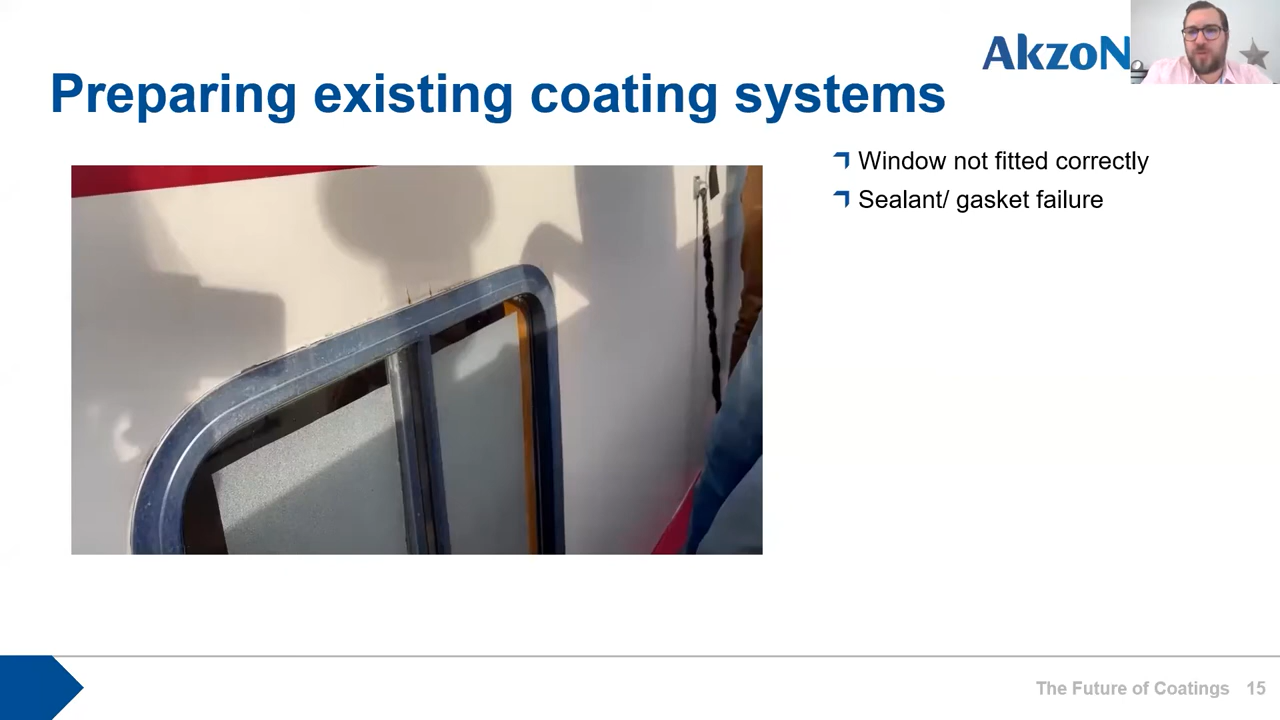 AkzoN
Preparing existing coating systems
Window not fitted correctly
Sealant/ gasket failure
The Future of Coatings 15